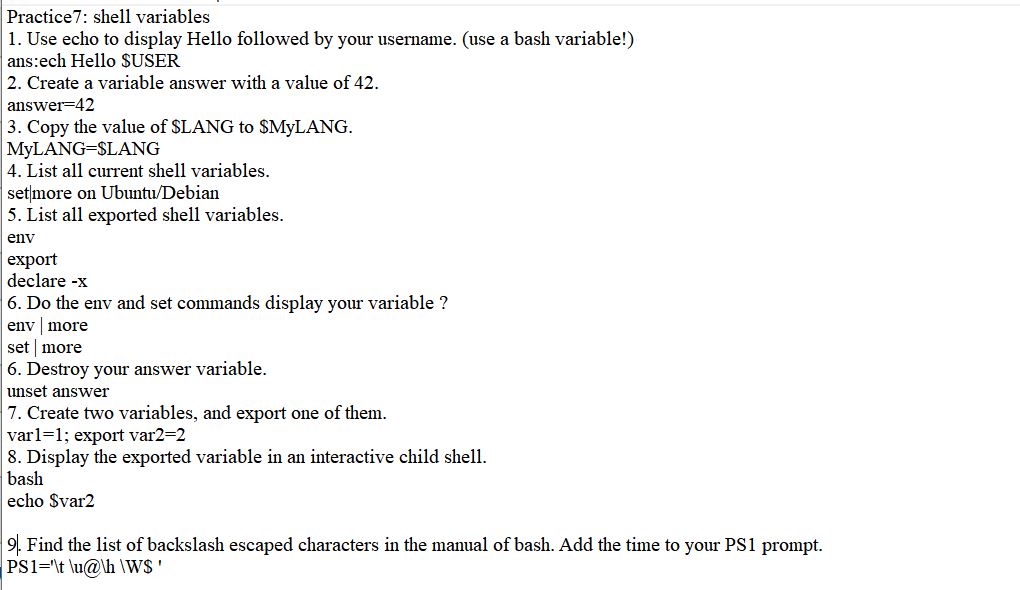 Practice7: shell variables
1. Use echo to display Hello followed by your username. (use a bash variable!)
ans:ech Hello $USER
2. Create a variable answer with a value of 42.
answer=42
3. Copy the value of $LANG to $MyLANG.
MyLANG=$LANG
4. List all current shell variables.
set|more on Ubuntu/Debian
5. List all exported shell variables.
env
export
declare -x
6. Do the env and set commands display your variable ?
env | more
set | more
6. Destroy your answer variable.
unset answer
7. Create two variables, and export one of them.
var1=1; export var2=2
8. Display the exported variable in an interactive child shell.
bash
echo $var2
9. Find the list of backslash escaped characters in the manual of bash. Add the time to your PS1 prompt.
PS1='\t \u@\h \W$ '